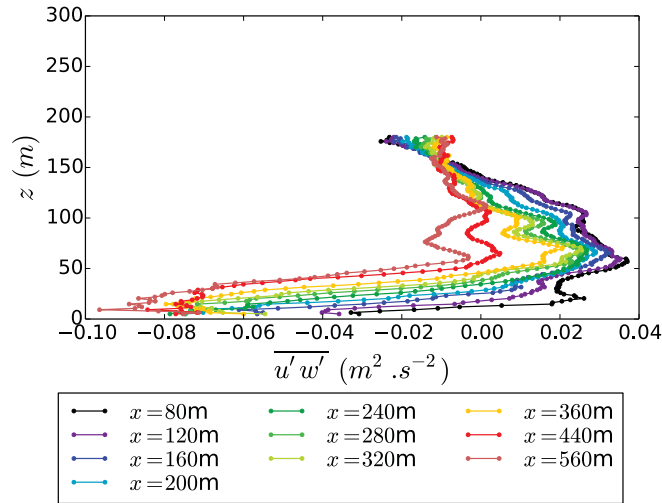 300
250
200
150
100
50
0
z (m)
−0.10 −0.08 −0.06 −0.04 −0.02 0.00 0.02 0.04
u′w′ (m² .s⁻²)
x=80m x=240m x=360m
x=120m x=280m x=440m
x=160m x=320m x=560m
x=200m